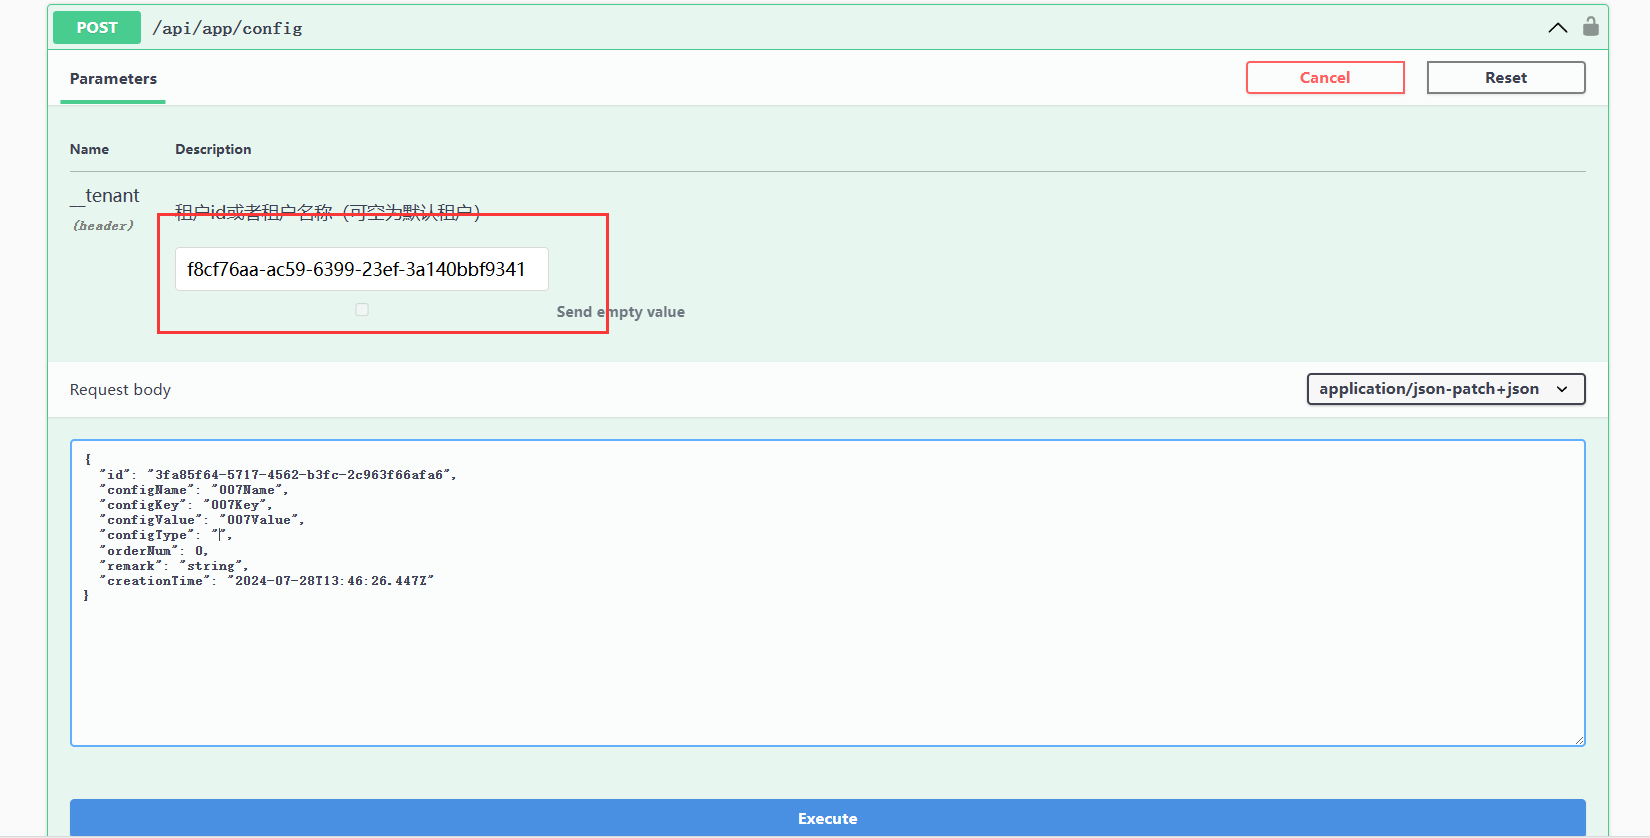 POST /api/app/config
Parameters
Cancel
Reset
Name Description
__tenant
(header)
租户id或者租户名称（可空为默认租户）
f8cf76aa-ac59-6399-23ef-3a140bbf9341
Send empty value
Request body
application/json-patch+json
{
"id": "3fa85f64-5717-4562-b3fc-2c963f66afa6",
"configName": "007Name",
"configKey": "007Key",
"configValue": "007Value",
"configType": "",
"orderNum": 0,
"remark": "string",
"creationTime": "2024-07-28T13:46:26.447Z"
}
Execute